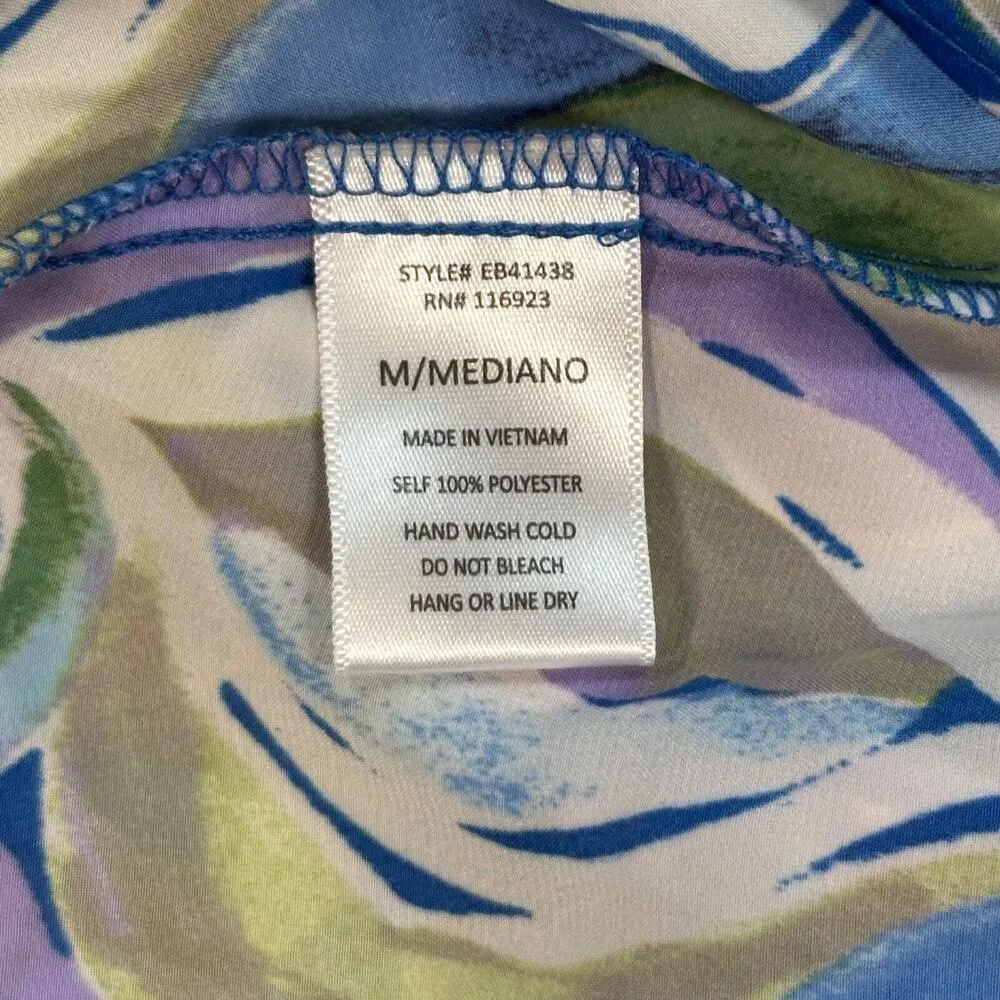 STYLE# EB41438
RN# 116923
M/MEDIANO
MADE IN VIETNAM
SELF 100% POLYESTER
HAND WASH COLD
DO NOT BLEACH
HANG OR LINE DRY